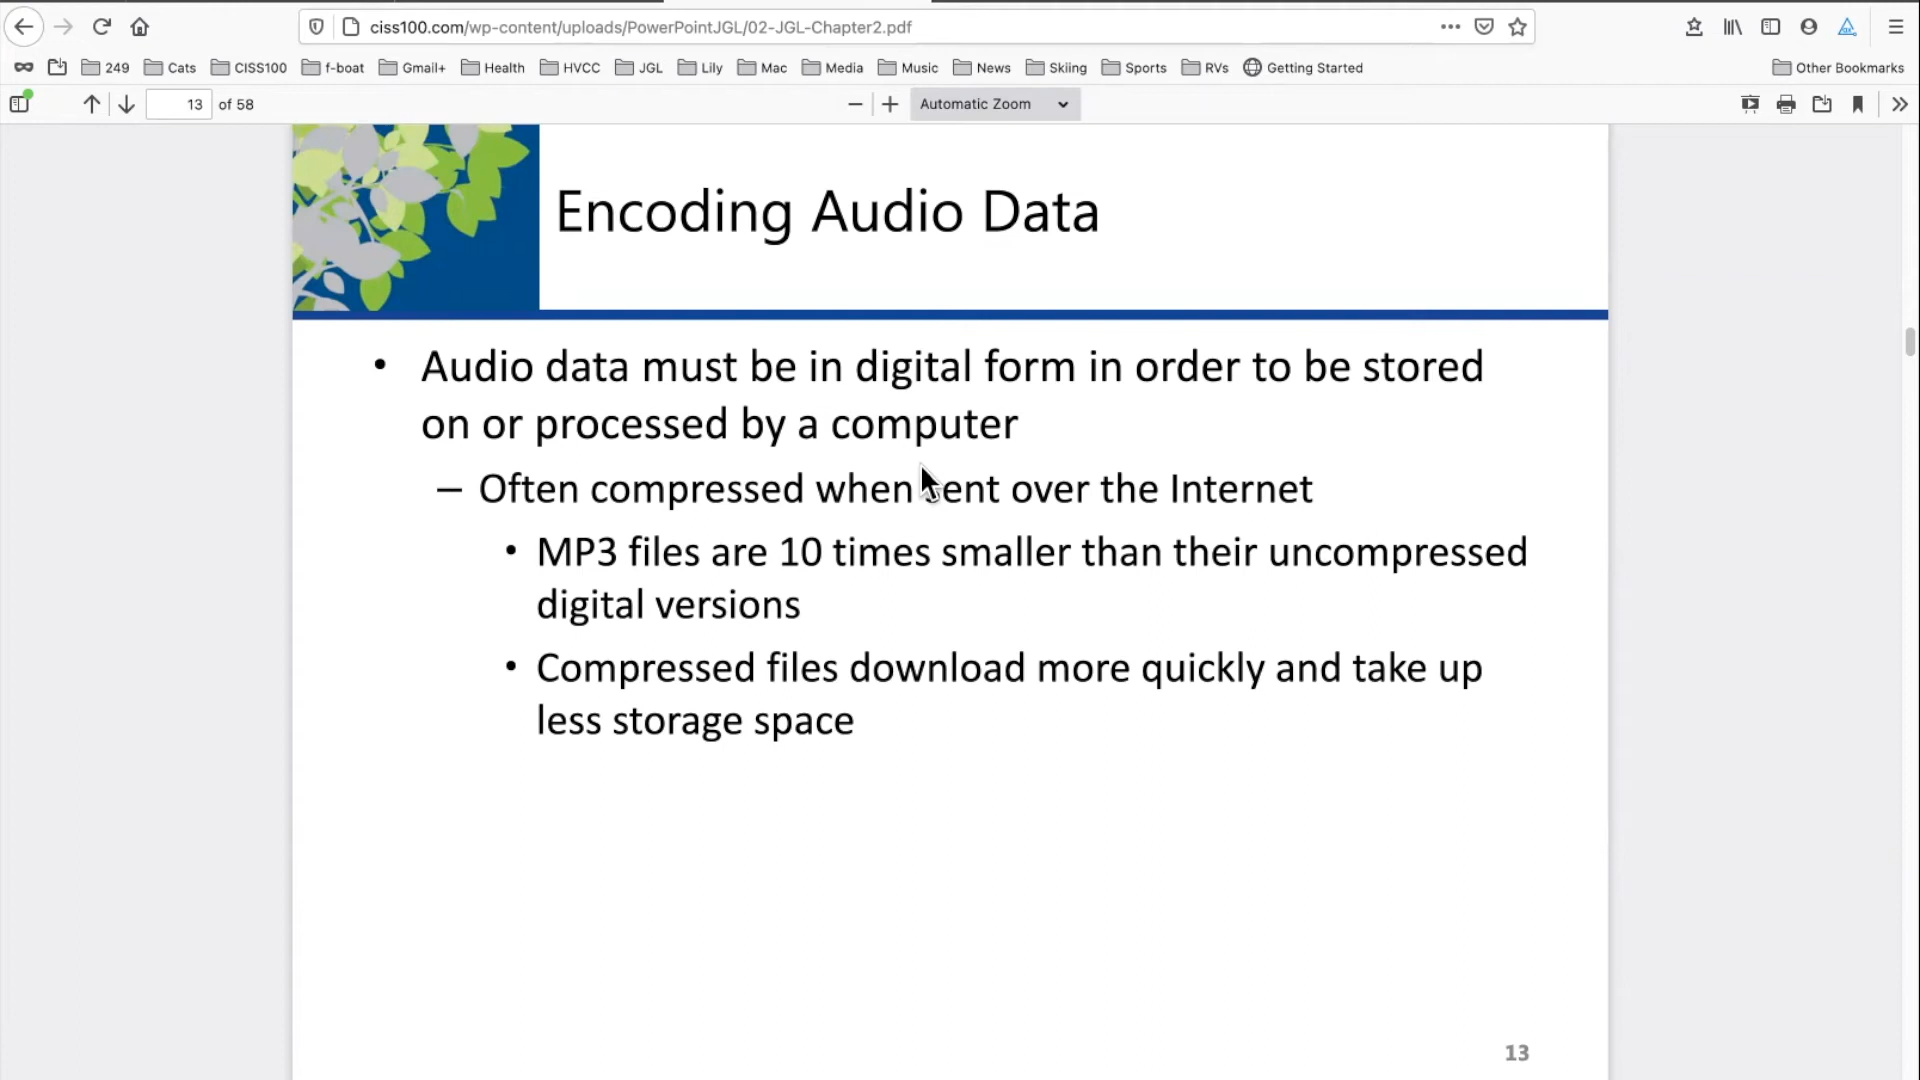 ciss100.com/wp-content/uploads/PowerPointJGL/02-JGL-Chapter2.pdf
249 Cats CISS100 f-boat Gmail+ Health HVCC JGL Lily Mac Media Music News Skiing Sports RVs Getting Started Other Bookmarks
13 of 58 Automatic Zoom
Encoding Audio Data
• Audio data must be in digital form in order to be stored
on or processed by a computer
– Often compressed when sent over the Internet
• MP3 files are 10 times smaller than their uncompressed
digital versions
• Compressed files download more quickly and take up
less storage space
13